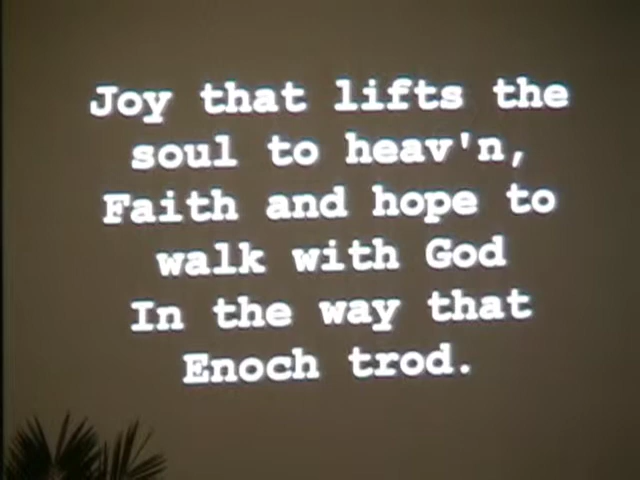 Joy that lifts the
soul to heav'n,
Faith and hope to
walk with God
In the way that
Enoch trod.